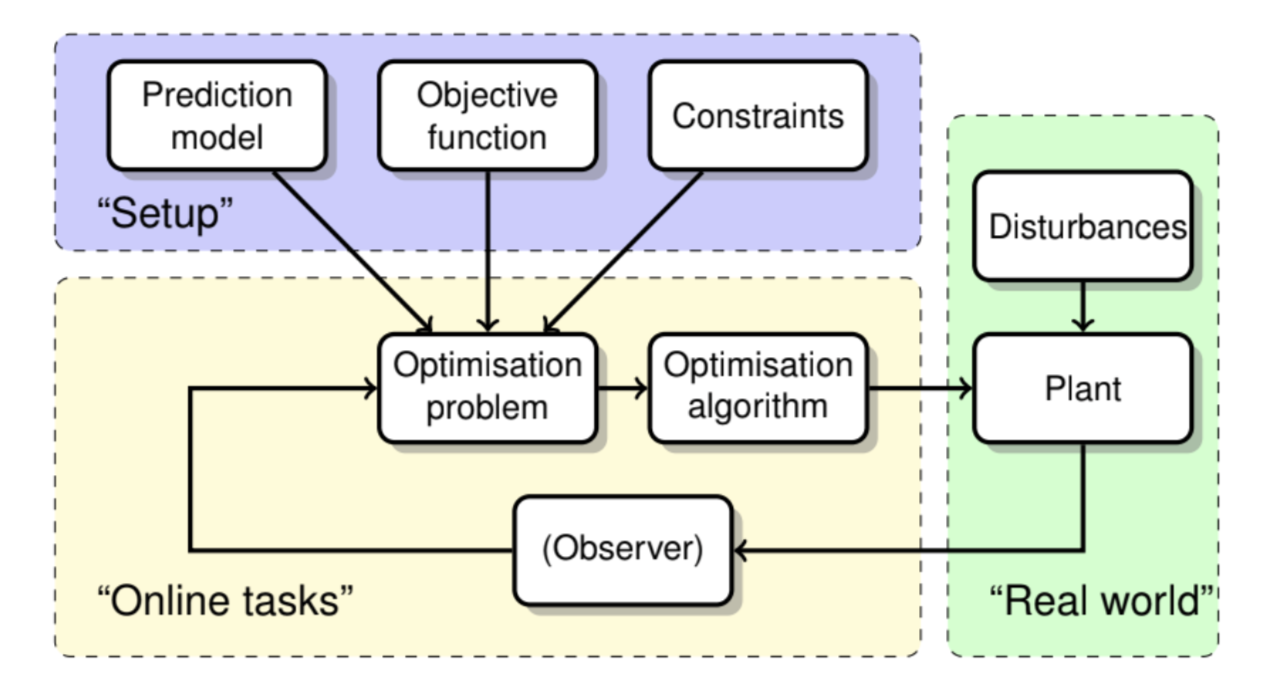 Prediction
model
Objective
function
Constraints
“Setup”
Disturbances
Optimisation
problem
Optimisation
algorithm
Plant
(Observer)
“Online tasks”
“Real world”